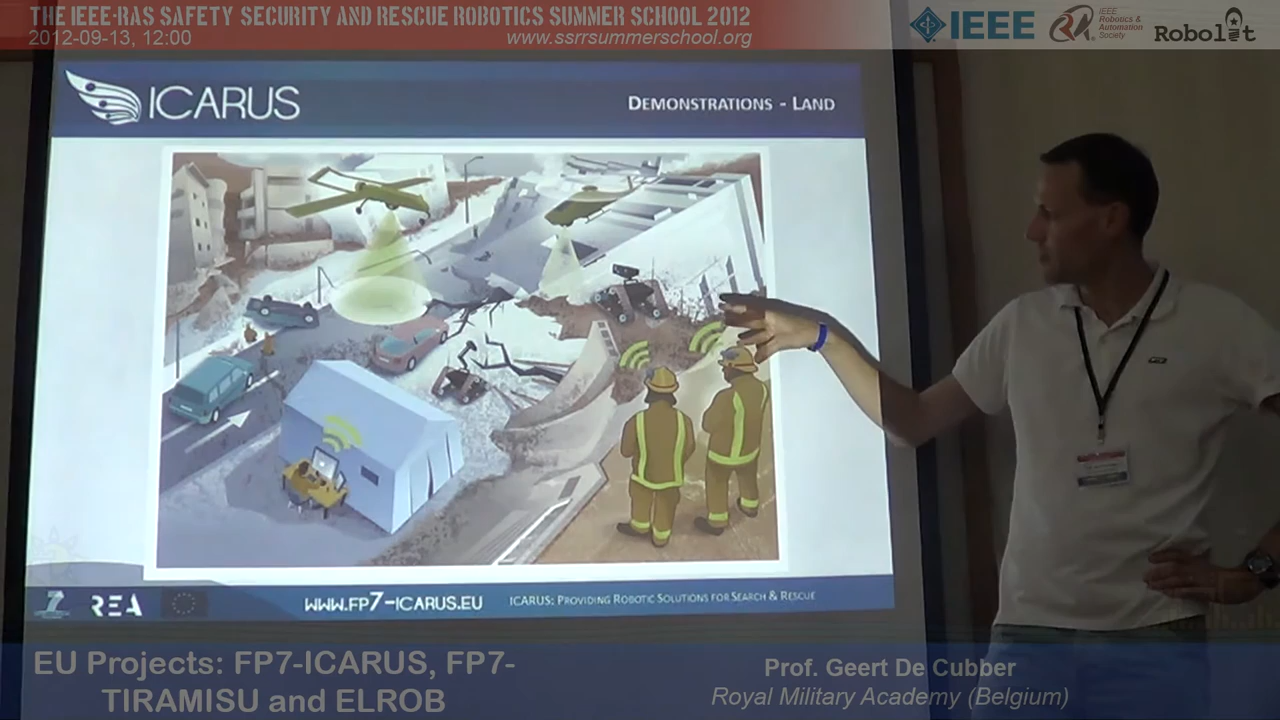 THE IEEE-RAS SAFETY SECURITY AND RESCUE ROBOTICS SUMMER SCHOOL 2012
2012-09-13, 12:00
www.ssrrsummerschool.org
IEEE
IEEE
Robotics &
Automation
Society
Robolit
ICARUS
DEMONSTRATIONS - LAND
7
REA
WWW.FP7-ICARUS.EU
ICARUS: PROVIDING ROBOTIC SOLUTIONS FOR SEARCH & RESCUE
EU Projects: FP7-ICARUS, FP7-
TIRAMISU and ELROB
Prof. Geert De Cubber
Royal Military Academy (Belgium)